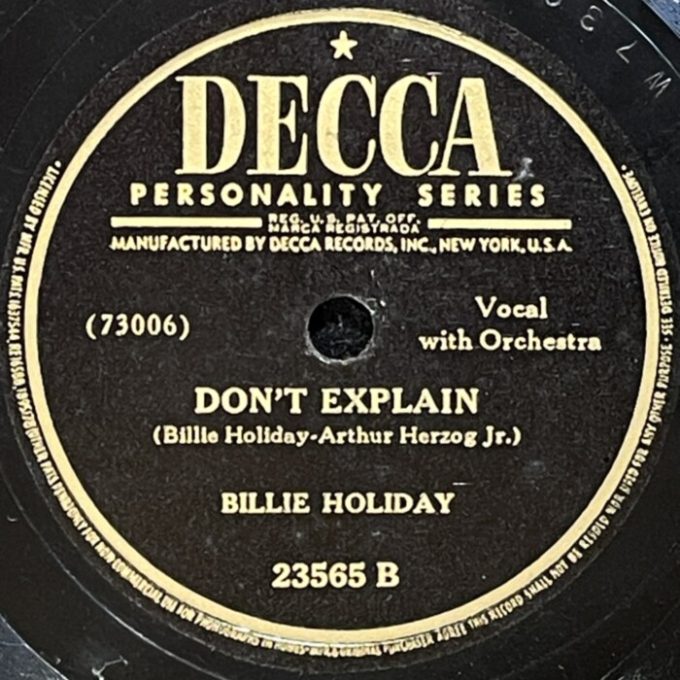 DECCA
PERSONALITY SERIES
REG. U.S. PAT. OFF.
MARCA REGISTRADA
MANUFACTURED BY DECCA RECORDS, INC., NEW YORK, U.S.A.
(73006)
Vocal
with Orchestra
DON'T EXPLAIN
(Billie Holiday-Arthur Herzog Jr.)
BILLIE HOLIDAY
23565 B
W 730